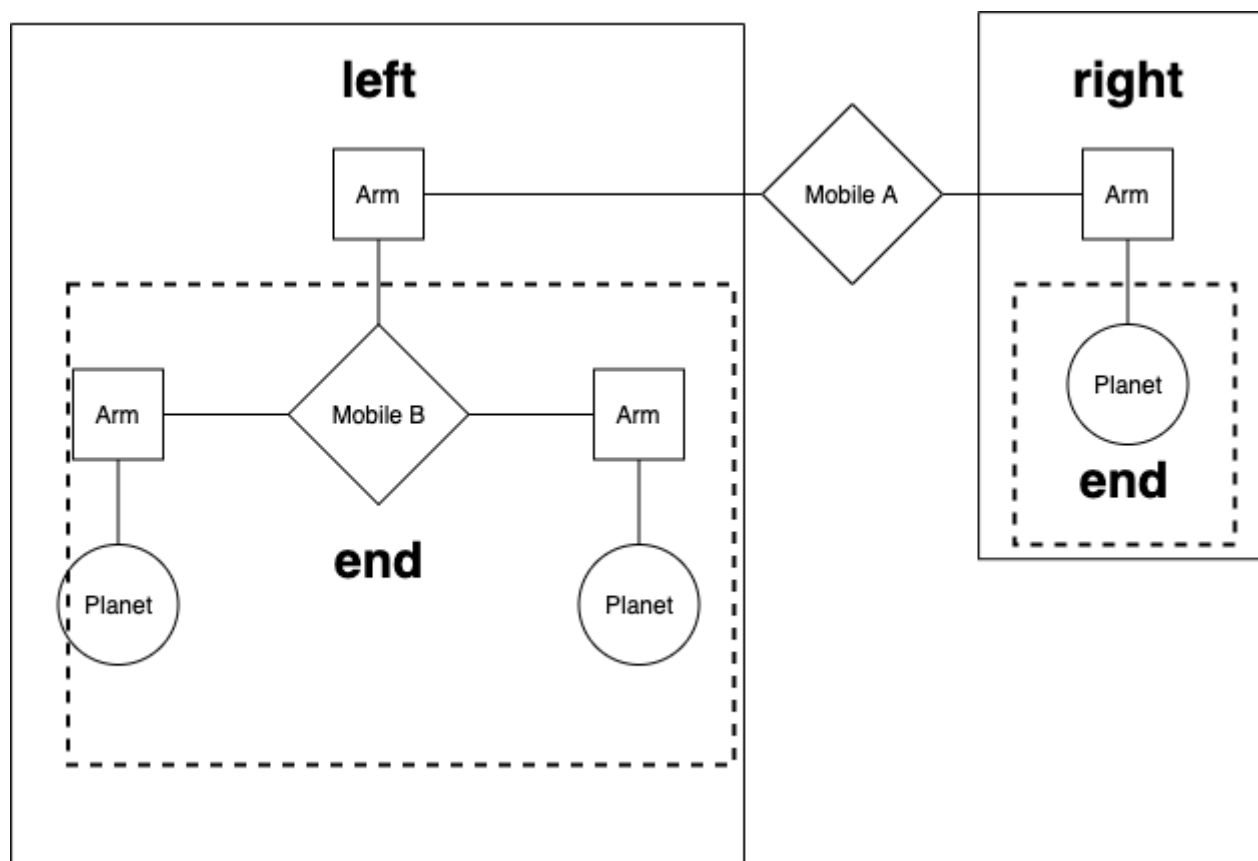 left
right
Arm
Mobile A
Arm
Arm
Mobile B
Arm
Planet
end
end
Planet
Planet